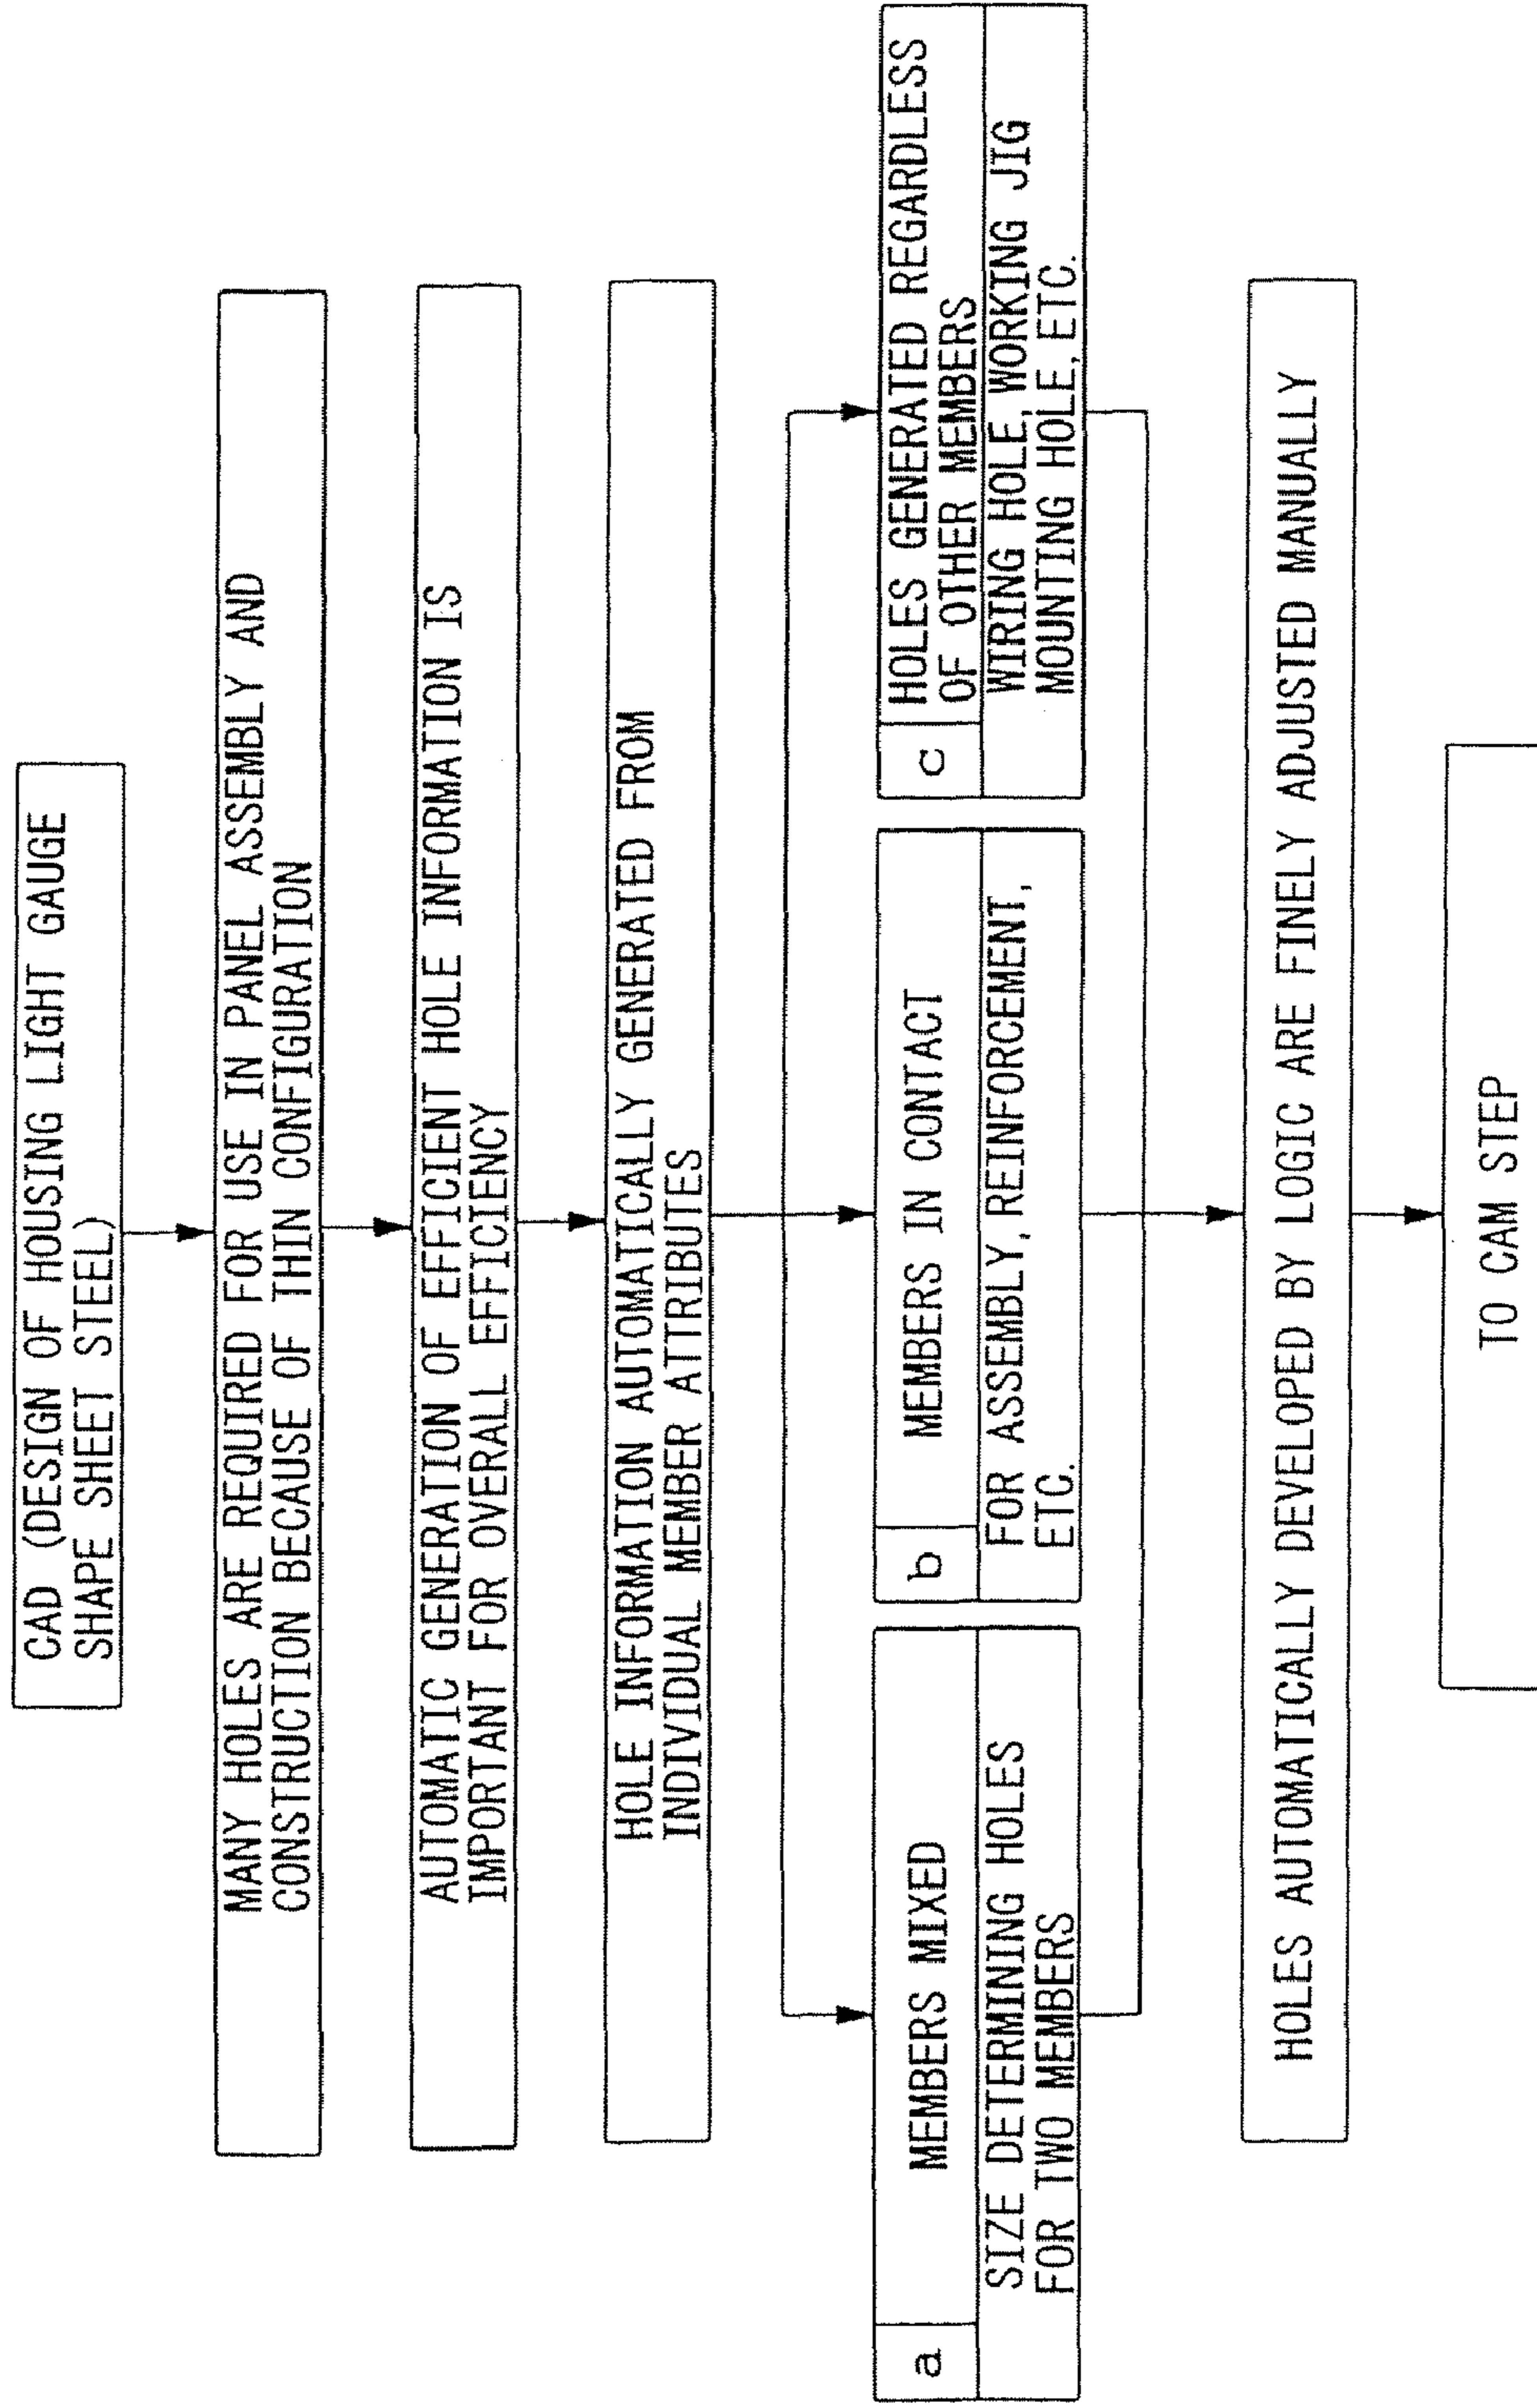 CAD (DESIGN OF HOUSING LIGHT GAUGE
SHAPE SHEET STEEL)
MANY HOLES ARE REQUIRED FOR USE IN PANEL ASSEMBLY AND
CONSTRUCTION BECAUSE OF THIN CONFIGURATION
AUTOMATIC GENERATION OF EFFICIENT HOLE INFORMATION IS
IMPORTANT FOR OVERALL EFFICIENCY
HOLE INFORMATION AUTOMATICALLY GENERATED FROM
INDIVIDUAL MEMBER ATTRIBUTES
a
MEMBERS MIXED
SIZE DETERMINING HOLES
FOR TWO MEMBERS
b
MEMBERS IN CONTACT
FOR ASSEMBLY, REINFORCEMENT,
ETC.
c
HOLES GENERATED REGARDLESS
OF OTHER MEMBERS
WIRING HOLE, WORKING JIG
MOUNTING HOLE, ETC.
HOLES AUTOMATICALLY DEVELOPED BY LOGIC ARE FINELY ADJUSTED MANUALLY
TO CAM STEP